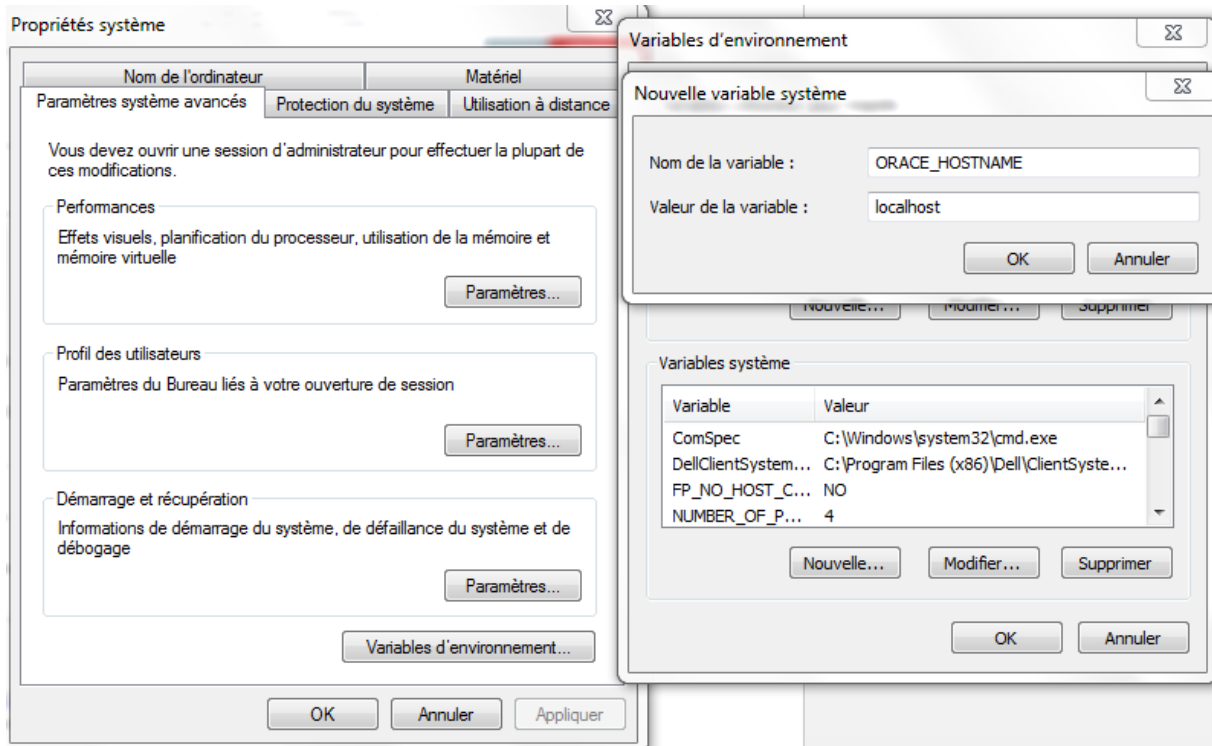 Propriétés système
Nom de l'ordinateur
Matériel
Paramètres système avancés
Protection du système
Utilisation à distance
Vous devez ouvrir une session d'administrateur pour effectuer la plupart de
ces modifications.
Performances
Effets visuels, planification du processeur, utilisation de la mémoire et
mémoire virtuelle
Paramètres...
Profil des utilisateurs
Paramètres du Bureau liés à votre ouverture de session
Paramètres...
Démarrage et récupération
Informations de démarrage du système, de défaillance du système et de
débogage
Paramètres...
Variables d'environnement...
OK
Annuler
Appliquer
Variables d'environnement
Nouvelle variable système
Nom de la variable :
ORACE_HOSTNAME
Valeur de la variable :
localhost
OK
Annuler
Nouvelle...
Modifier...
Supprimer
Variables système
Variable
Valeur
ComSpec
C:\Windows\system32\cmd.exe
DellClientSystem...
C:\Program Files (x86)\Dell\ClientSyste...
FP_NO_HOST_C...
NO
NUMBER_OF_P...
4
Nouvelle...
Modifier...
Supprimer
OK
Annuler